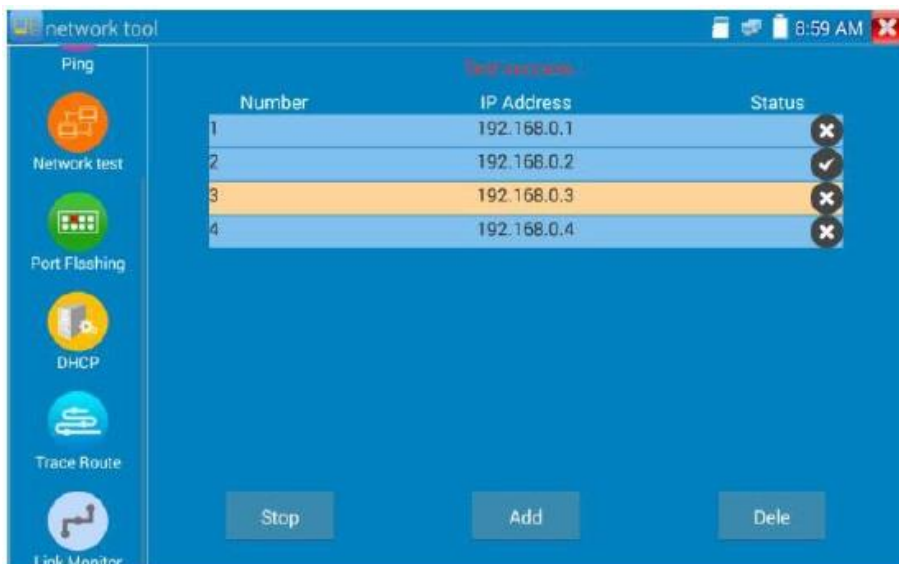 network tool
8:59 AM
Ping
Network test
Port Flashing
DHCP
Trace Route
Link Monitor
Number IP Address Status
1 192.168.0.1
2 192.168.0.2
3 192.168.0.3
4 192.168.0.4
Stop Add Dele